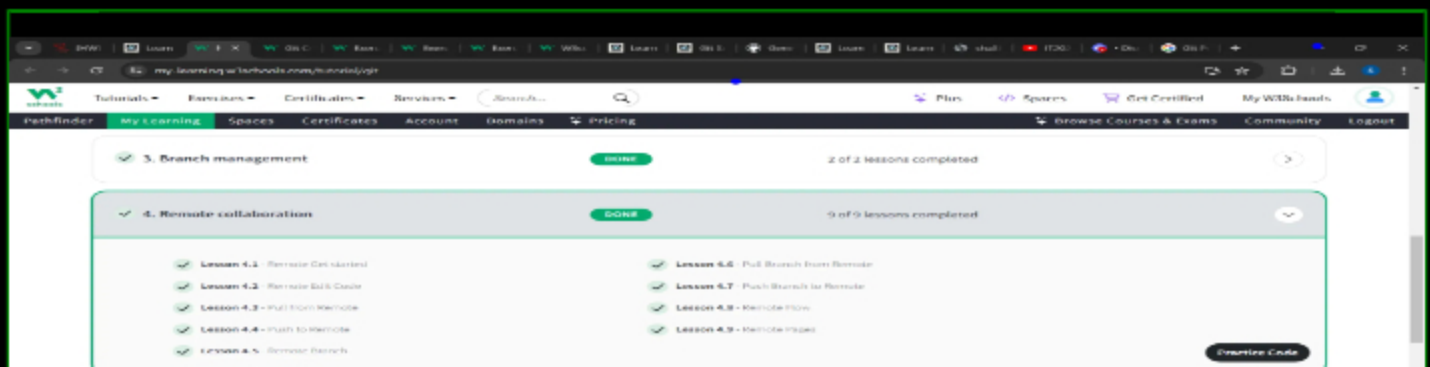 Learn
my-learning.w3schools.com/tutorial/git
W3 schools
Tutorials Exercises Certificates Services Search... Plus Spaces Get Certified My W3Schools
Pathfinder My Learning Spaces Certificates Account Domains Pricing Browse Courses & Exams Community Logout
3. Branch management DONE 2 of 2 lessons completed
4. Remote collaboration DONE 9 of 9 lessons completed
Lesson 4.1 - Remote Get started
Lesson 4.2 - Remote Edit Code
Lesson 4.3 - Pull from Remote
Lesson 4.4 - Push to Remote
Lesson 4.5 - Remote Branch
Lesson 4.6 - Pull Branch from Remote
Lesson 4.7 - Push Branch to Remote
Lesson 4.8 - Remote Flow
Lesson 4.9 - Remote Pages
Practice Code